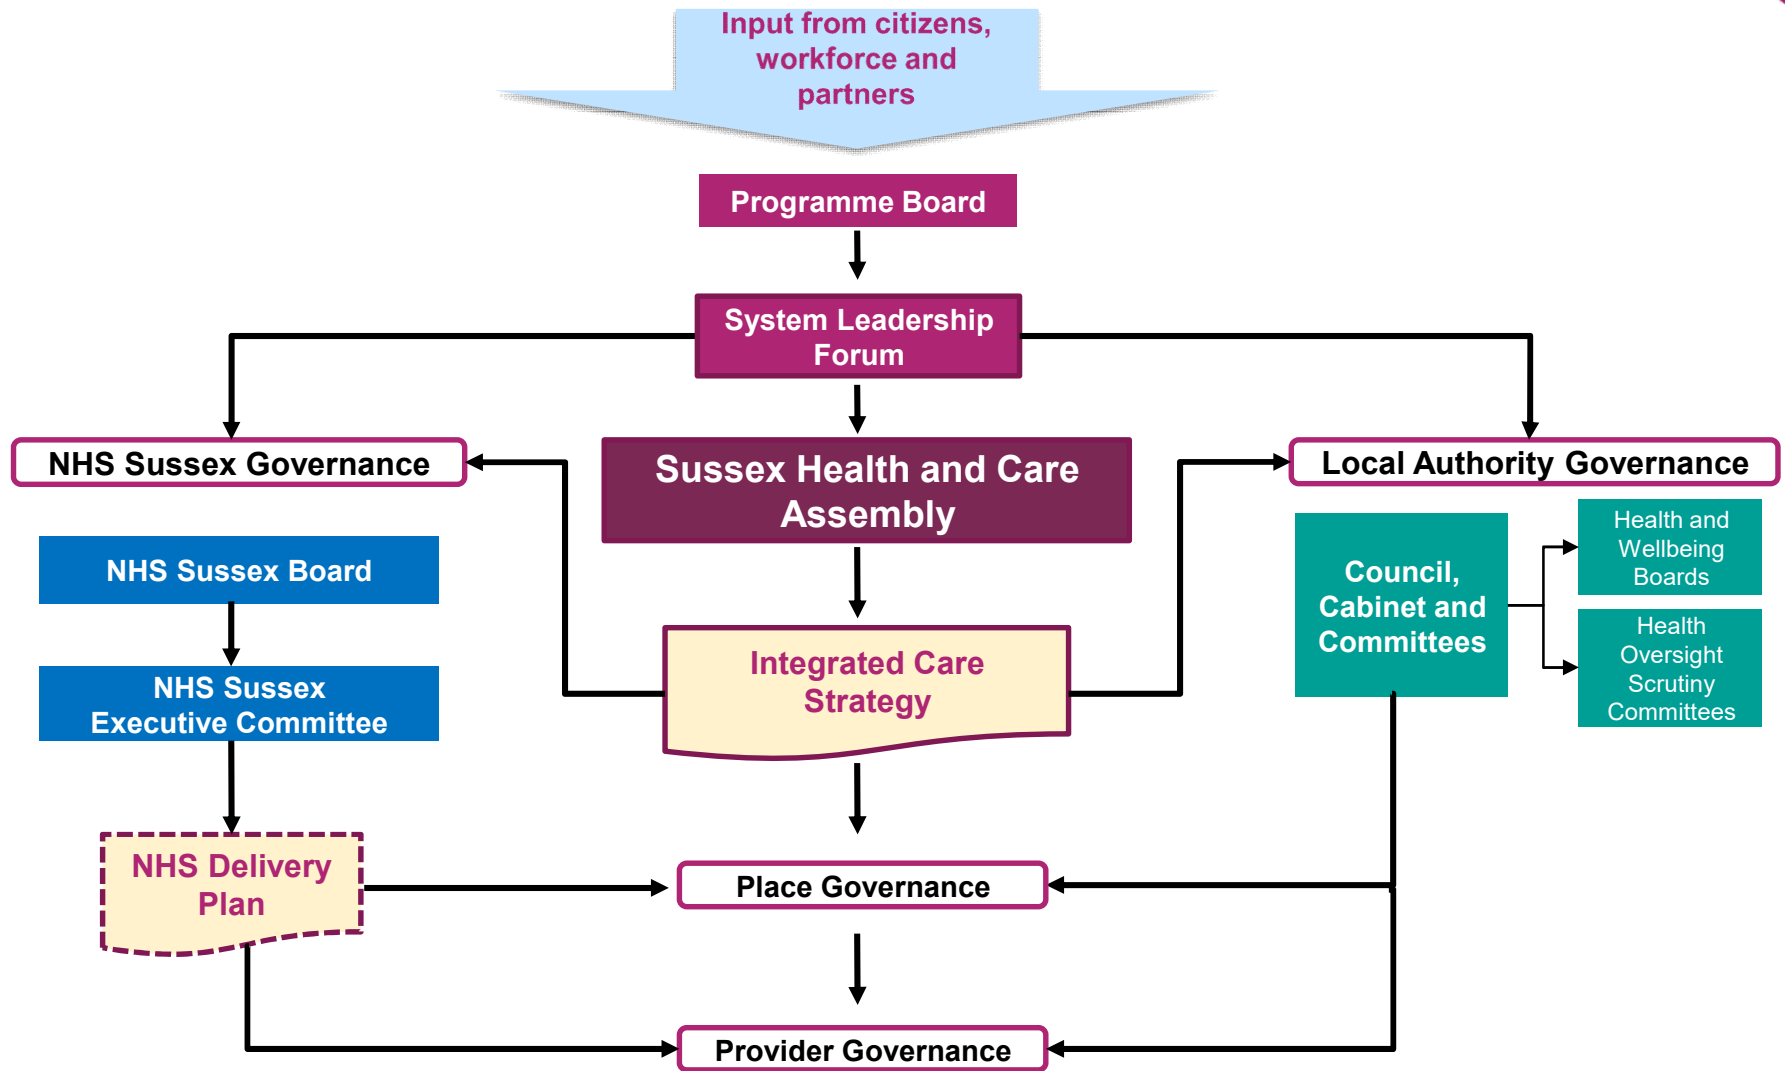 Input from citizens,
workforce and
partners
Programme Board
System Leadership
Forum
NHS Sussex Governance
Sussex Health and Care
Assembly
Local Authority Governance
NHS Sussex Board
NHS Sussex
Executive Committee
Integrated Care
Strategy
Council,
Cabinet and
Committees
Health and
Wellbeing
Boards
Health
Oversight
Scrutiny
Committees
NHS Delivery
Plan
Place Governance
Provider Governance